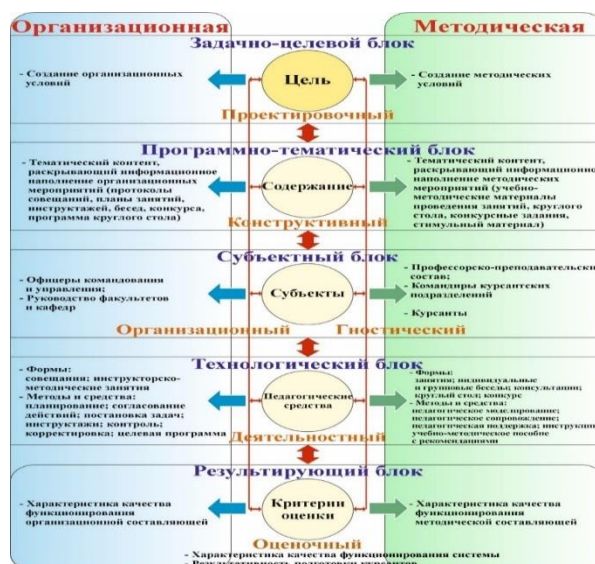 Организационная
Методическая
Задачно-целевой блок
- Создание организационных
условий
Цель
- Создание методических
условий
Проектировочный
Программно-тематический блок
- Тематический контент,
раскрывающий информационное
наполнение организационных
мероприятий (протоколы
совещаний, планы занятий,
инструктажей, бесед, конкурса,
программа круглого стола)
Содержание
- Тематический контент,
раскрывающий информационно
наполнение методических
мероприятий (учебно-
методические материалы
проведения занятий, круглого
стола, конкурсные задания,
стимульный материал)
Конструктивный
Субъектный блок
- Офицеры командования
и управления;
- Руководство факультетов
и кафедр
Субъекты
- Профессорско-преподавательски
состав;
- Командиры курсантских
подразделений
- Курсанты
Организационный
Гностический
Технологический блок
- Формы:
совещания; инструкторско-
методические занятия
- Методы и средства:
планирование; согласование
действий; постановка задач;
инструктажи; контроль;
корректировка; целевая программа
Педагогические
средства
- Формы:
занятия; индивидуальные
и групповые беседы; консультации;
круглый стол; конкурс
- Методы и средства:
педагогическое моделирование;
педагогическое сопровождение;
педагогическая поддержка; инструкции
учебно-методическое пособие
с рекомендациями
Деятельностный
Результирующий блок
- Характеристика качества
функционирования
организационной составляющей
Критерии
оценки
- Характеристика качества
функционирования
методической составляющей
Оценочный
- Характеристика качества функционирования системы
- Результативность подготовки курсантов